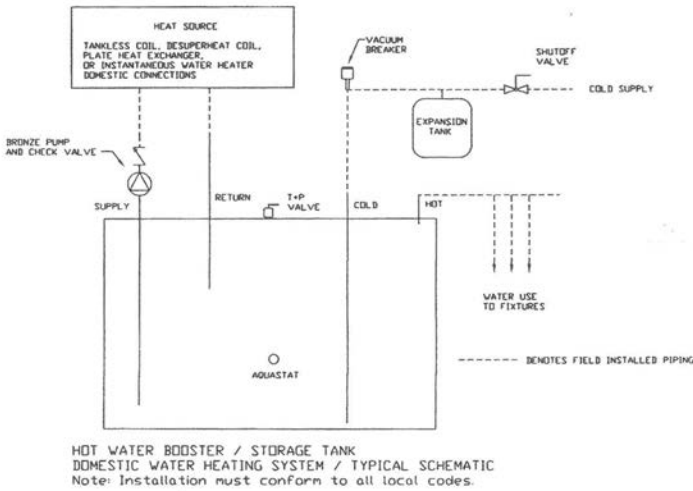 HEAT SOURCE
TANKLESS COIL, DESUPERHEAT COIL,
PLATE HEAT EXCHANGER,
OR INSTANTANEOUS WATER HEATER
DOMESTIC CONNECTIONS
VACUUM
BREAKER
SHUTOFF
VALVE
COLD SUPPLY
EXPANSION
TANK
BRONZE PUMP
AND CHECK VALVE
SUPPLY
RETURN
T+P
VALVE
COLD
HOT
WATER USE
TO FIXTURES
AQUASTAT
DENOTES FIELD INSTALLED PIPING
HOT WATER BOOSTER / STORAGE TANK
DOMESTIC WATER HEATING SYSTEM / TYPICAL SCHEMATIC
Note: Installation must conform to all local codes.